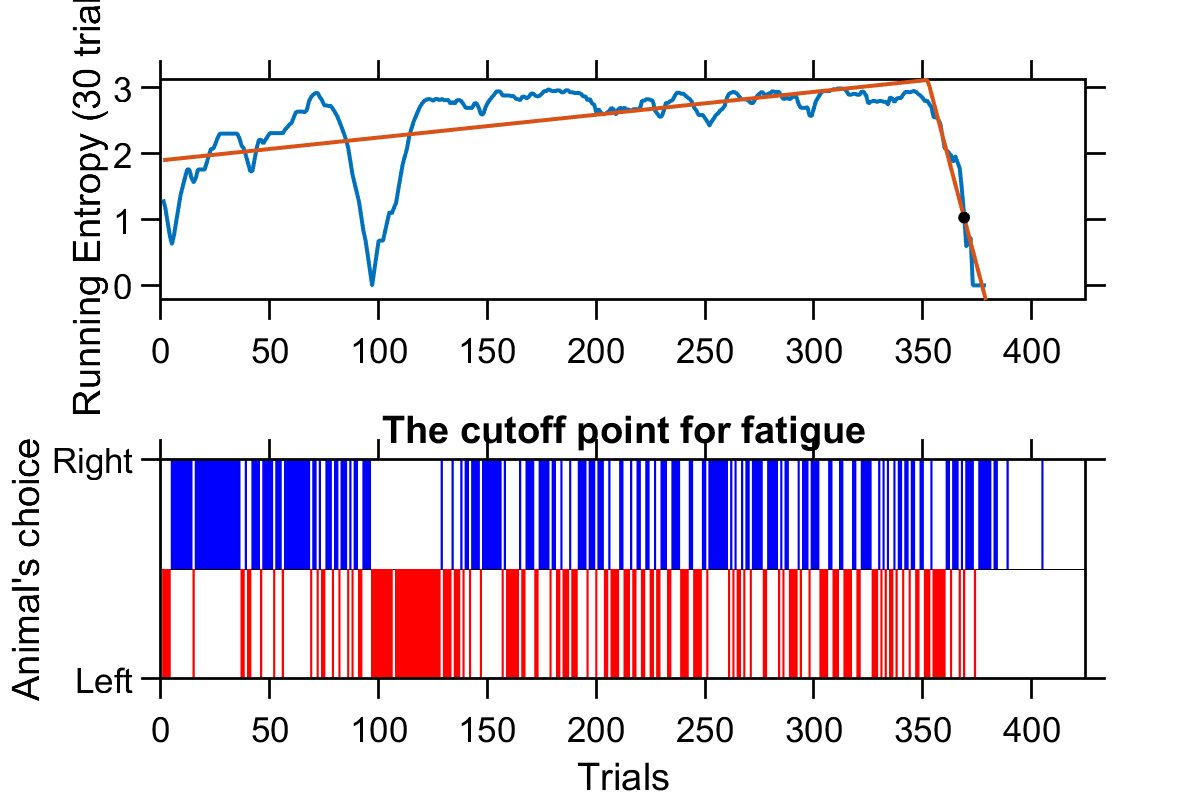 Running Entropy (30 trial
3
2
1
0
0 50 100 150 200 250 300 350 400
The cutoff point for fatigue
Animal's choice
Right
Left
0 50 100 150 200 250 300 350 400
Trials